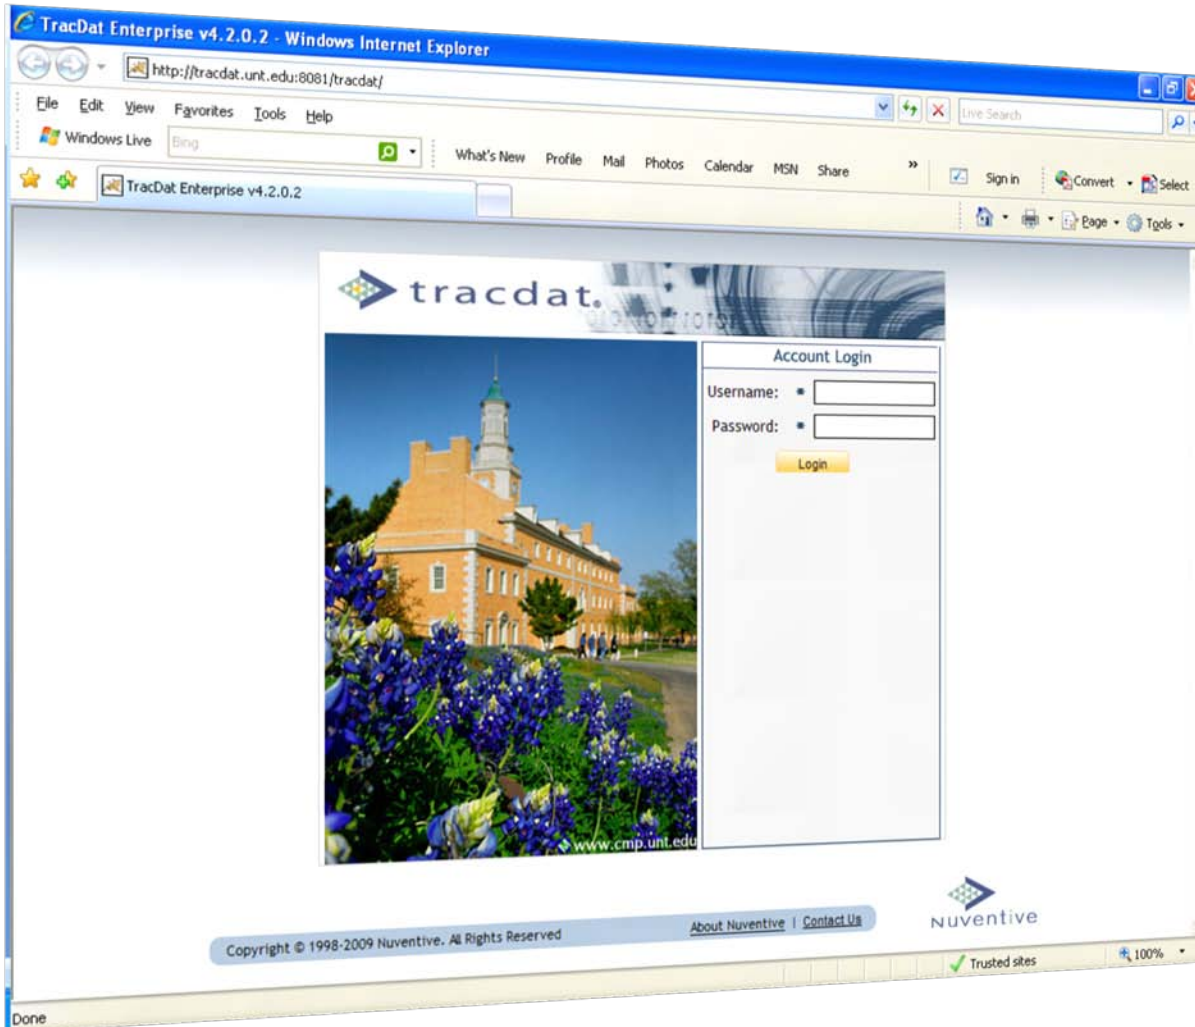 TracDat Enterprise v4.2.0.2 - Windows Internet Explorer
http://tracdat.unt.edu:8081/tracdat/
Live Search
File Edit View Favorites Tools Help
Windows Live Bing What's New Profile Mail Photos Calendar MSN Share » Sign in Convert Select
TracDat Enterprise v4.2.0.2
Page Tools
tracdat.
Account Login
Username:
Password:
Login
www.cmp.unt.edu
Nuventive
Copyright © 1998-2009 Nuventive. All Rights Reserved About Nuventive | Contact Us
Trusted sites 100%
Done